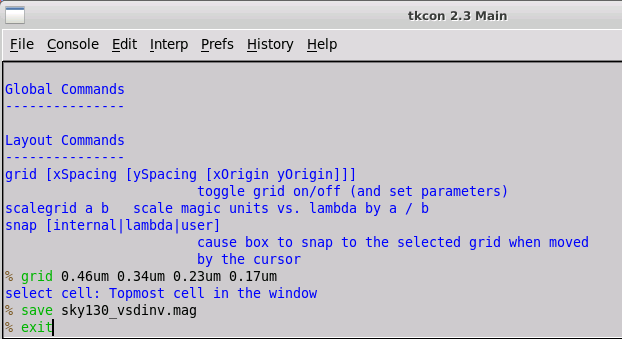 tkcon 2.3 Main
File Console Edit Interp Prefs History Help
Global Commands
---------------
Layout Commands
---------------
grid [xSpacing [ySpacing [xOrigin yOrigin]]]
toggle grid on/off (and set parameters)
scalegrid a b   scale magic units vs. lambda by a / b
snap [internal|lambda|user]
cause box to snap to the selected grid when moved
by the cursor
% grid 0.46um 0.34um 0.23um 0.17um
select cell: Topmost cell in the window
% save sky130_vsdinv.mag
% exit